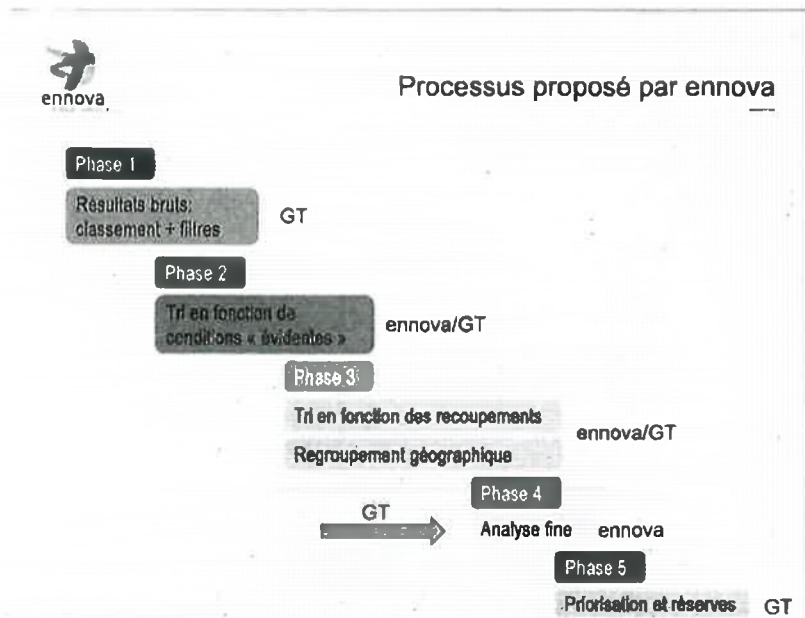 ennova
Processus proposé par ennova
Phase 1
Résultats bruts:
classement + filtres
GT
Phase 2
Tri en fonction de
conditions « évidentes »
ennova/GT
Phase 3
Tri en fonction des recoupements
Regroupement géographique
ennova/GT
Phase 4
GT
Analyse fine
ennova
Phase 5
Priorisation et réserves
GT